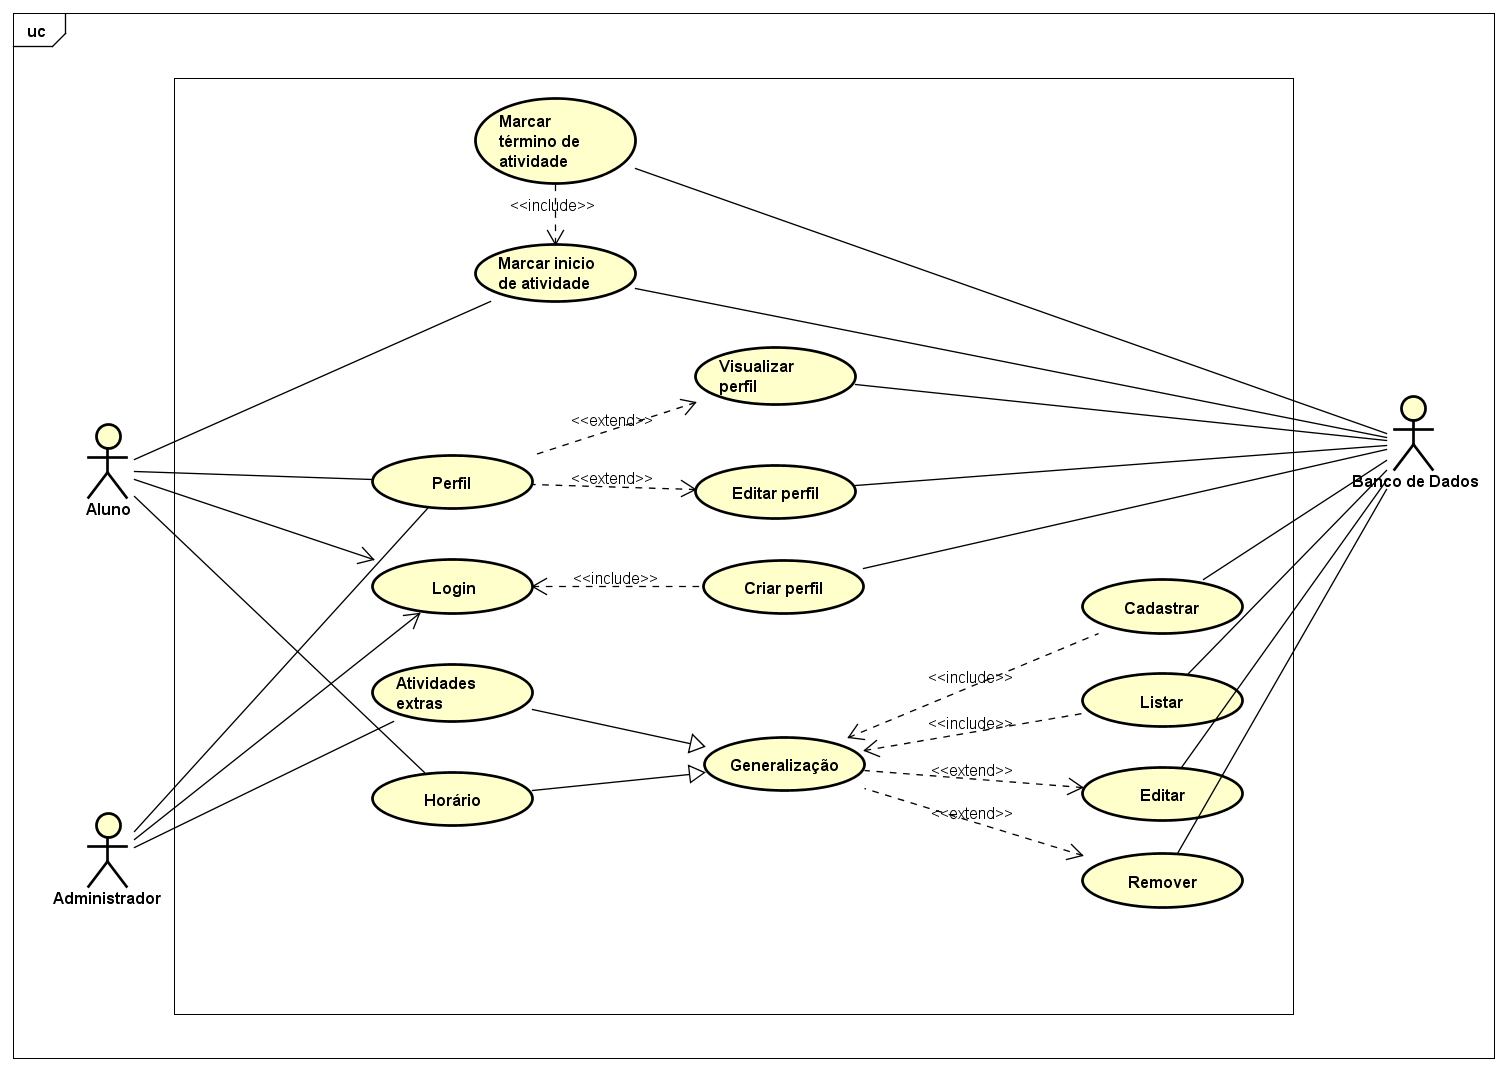 uc
Marcar
término de
atividade
<<include>>
Marcar inicio
de atividade
Visualizar
perfil
<<extend>>
Perfil
<<extend>>
Editar perfil
Banco de Dados
Aluno
Login
<<include>>
Criar perfil
Cadastrar
Atividades
extras
<<include>>
Listar
<<include>>
Generalização
<<extend>>
Editar
Horário
<<extend>>
Remover
Administrador